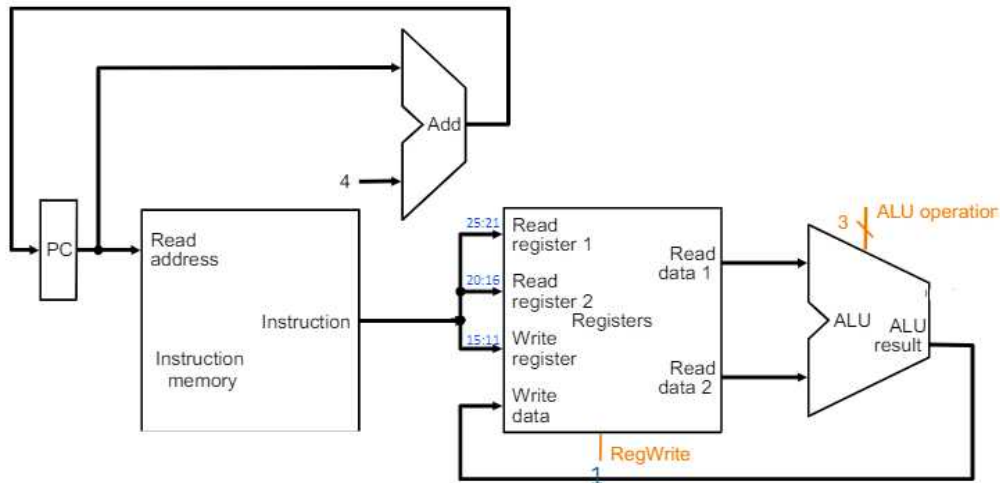 Add
4
PC
Read
address
Instruction
Instruction
memory
25:21
20:16
15:11
Read
register 1
Read
register 2
Registers
Write
register
Write
data
Read
data 1
Read
data 2
RegWrite
1
3
ALU operation
ALU
ALU
result